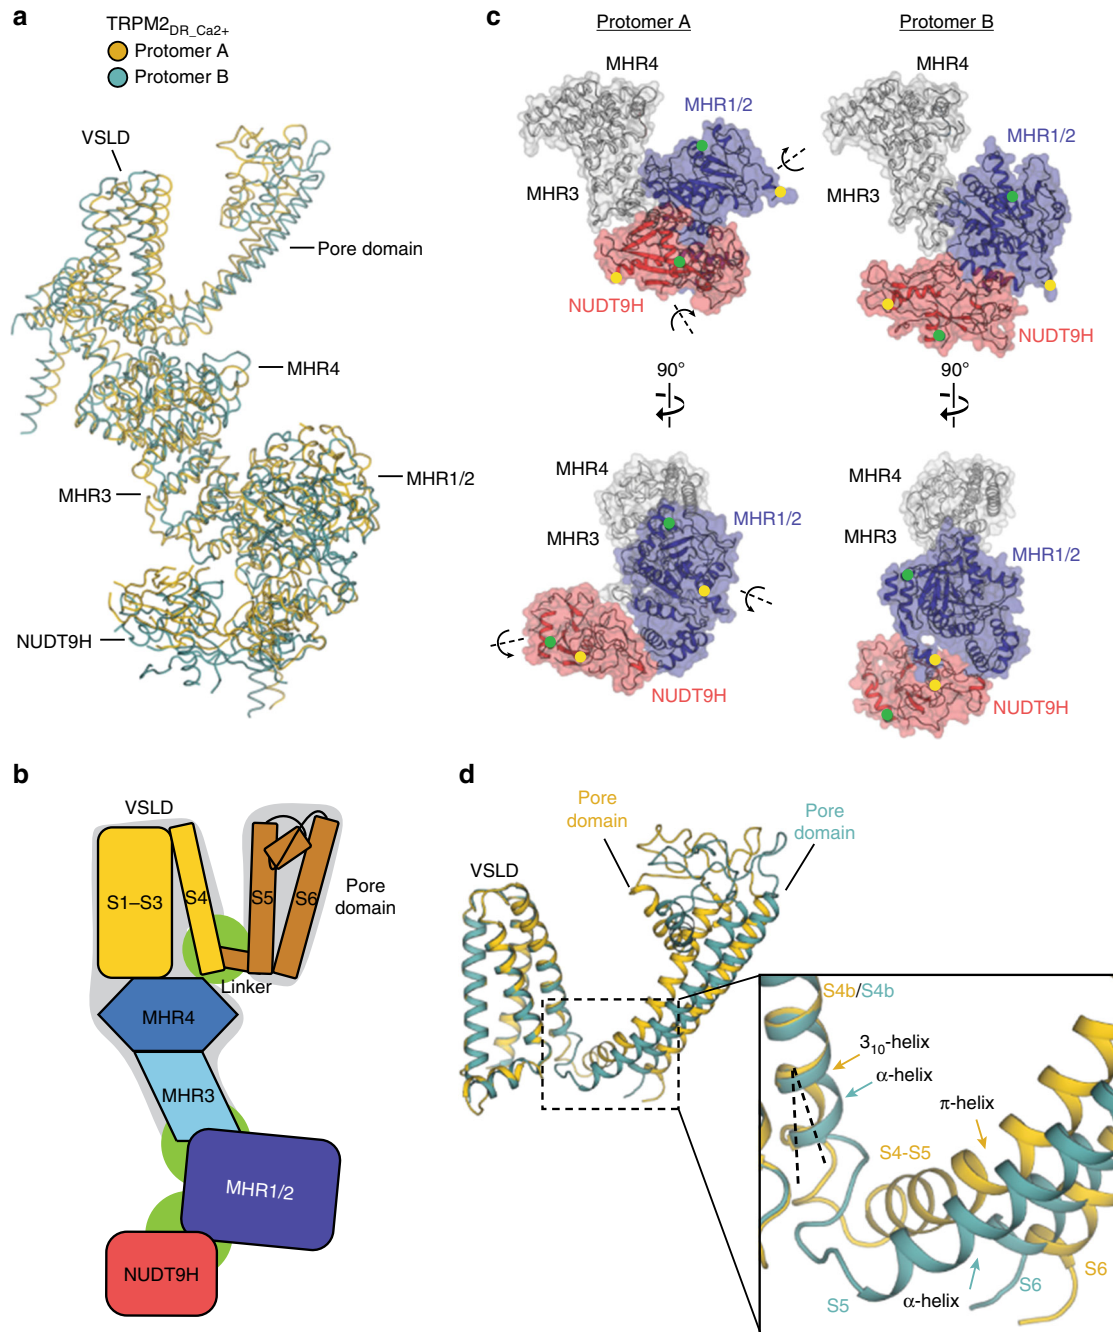 a
TRPM2DR_Ca2+
Protomer A
Protomer B
VSLD
Pore domain
MHR4
MHR3
MHR1/2
NUDT9H
b
VSLD
S1–S3
S4
S5
S6
Pore
domain
Linker
MHR4
MHR3
MHR1/2
NUDT9H
c
Protomer A
Protomer B
MHR4
MHR1/2
MHR3
NUDT9H
MHR4
MHR1/2
MHR3
NUDT9H
90°
90°
MHR4
MHR3
MHR1/2
NUDT9H
MHR4
MHR3
MHR1/2
NUDT9H
d
Pore
domain
Pore
domain
VSLD
S4b/S4b
3₁₀-helix
α-helix
π-helix
S4-S5
S5
α-helix
S6
S6